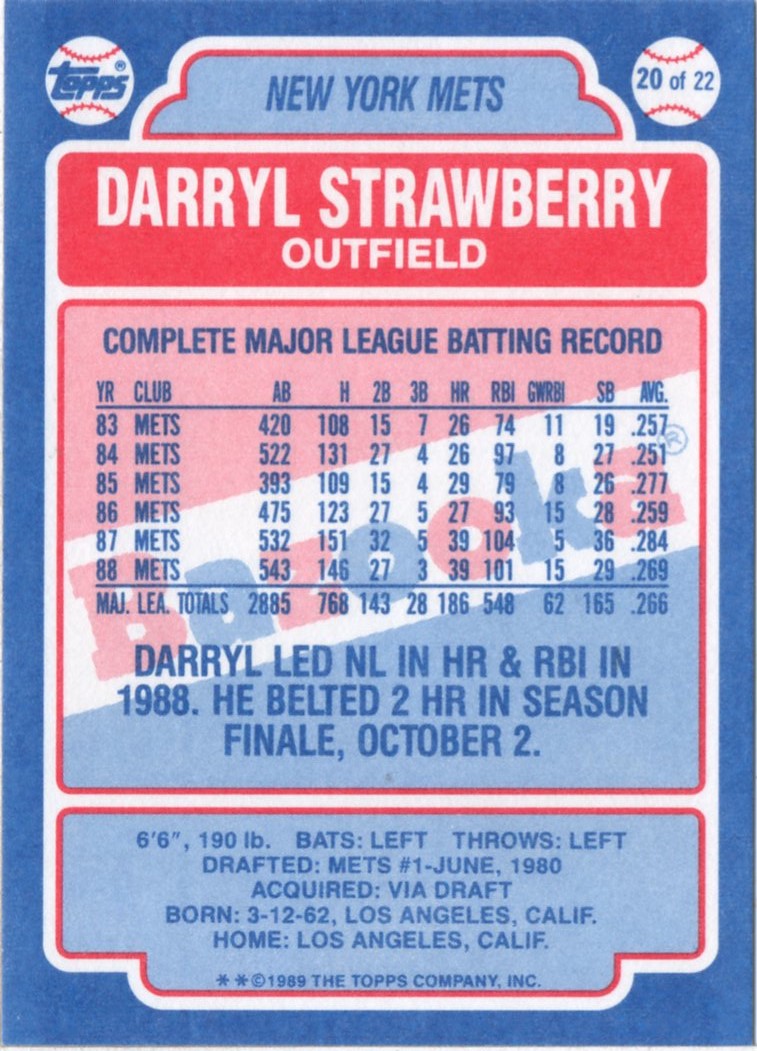 Topps®
20 of 22
NEW YORK METS
DARRYL STRAWBERRY
OUTFIELD
COMPLETE MAJOR LEAGUE BATTING RECORD
YR CLUB AB H 2B 3B HR RBI GWRBI SB AVG.
83 METS 420 108 15 7 26 74 11 19 .257
84 METS 522 131 27 4 26 97 8 27 .251
85 METS 393 109 15 4 29 79 8 26 .277
86 METS 475 123 27 5 27 93 15 28 .259
87 METS 532 151 32 5 39 104 5 36 .284
88 METS 543 146 27 3 39 101 15 29 .269
MAJ. LEA. TOTALS 2885 768 143 28 186 548 62 165 .266
Bazooka®
DARRYL LED NL IN HR & RBI IN
1988. HE BELTED 2 HR IN SEASON
FINALE, OCTOBER 2.
6'6", 190 lb. BATS: LEFT THROWS: LEFT
DRAFTED: METS #1-JUNE, 1980
ACQUIRED: VIA DRAFT
BORN: 3-12-62, LOS ANGELES, CALIF.
HOME: LOS ANGELES, CALIF.
**©1989 THE TOPPS COMPANY, INC.